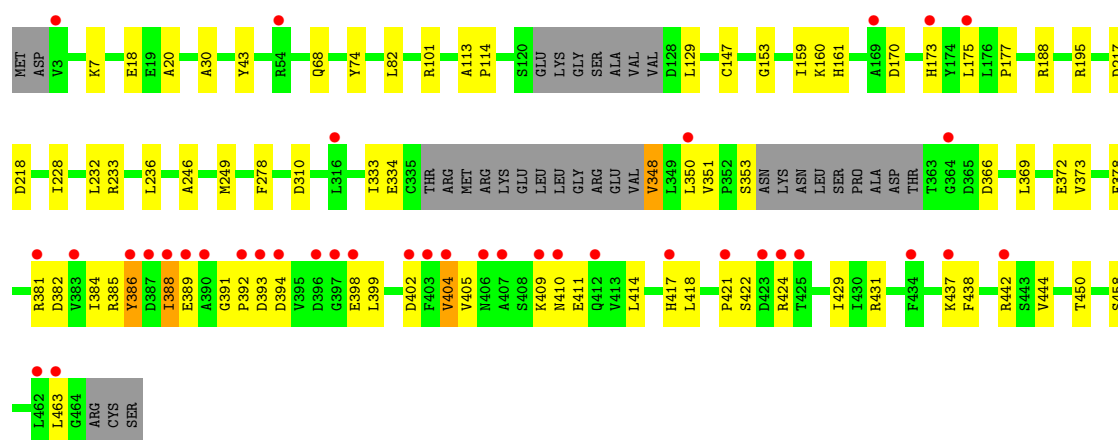 MET ASP V3 K7 E18 E19 A20 A30 Y43 R54 Q68 Y74 L82 R101 A113 P114 S120 GLU LYS GLY SER ALA VAL VAL D128 L129 C147 G153 I159 K160 H161 A169 D170 H173 Y174 L175 L176 P177 R188 R195
D218 I228 L232 R233 L236 A246 M249 F278 D310 L316 I333 E334 C335 THR ARG MET ARG LYS GLU LEU LEU GLY ARG GLU VAL V348 L349 L350 V351 P352 S353 ASN LYS ASN LEU SER PRO ALA ASP THR T363 G364 D365 D366 L369 E372 V373
R381 D382 V383 I384 R385 Y386 D387 I388 E389 A390 G391 P392 D393 D394 V395 D396 G397 E398 L399 D402 F403 V404 V405 N406 A407 S408 K409 N410 E411 Q412 V413 L414 H417 L418 P421 S422 D423 R424 T425 I429 I430 R431 F434 K437 F438 R442 S443 V444 T450
L462 L463 G464 ARG CYS SER